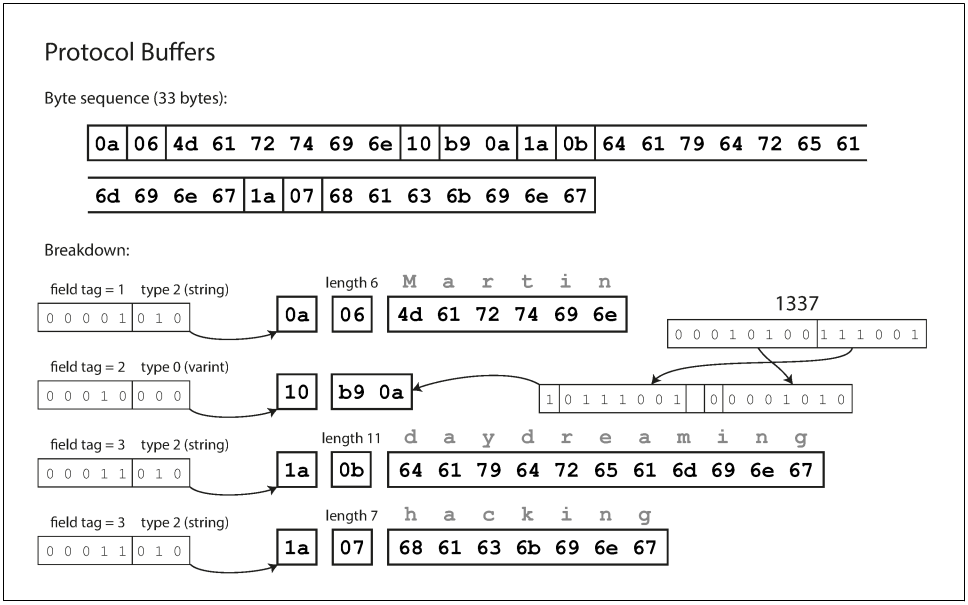 Protocol Buffers
Byte sequence (33 bytes):
0a 06 4d 61 72 74 69 6e 10 b9 0a 1a 0b 64 61 79 64 72 65 61
6d 69 6e 67 1a 07 68 61 63 6b 69 6e 67
Breakdown:
field tag = 1 type 2 (string) length 6 M a r t i n
0 0 0 0 1 0 1 0 0a 06 4d 61 72 74 69 6e
1337
0 0 0 1 0 1 0 0 1 1 1 0 0 1
field tag = 2 type 0 (varint)
0 0 0 1 0 0 0 0 10 b9 0a 1 0 1 1 1 0 0 1 0 0 0 0 1 0 1 0
field tag = 3 type 2 (string) length 11 d a y d r e a m i n g
0 0 0 1 1 0 1 0 1a 0b 64 61 79 64 72 65 61 6d 69 6e 67
field tag = 3 type 2 (string) length 7 h a c k i n g
0 0 0 1 1 0 1 0 1a 07 68 61 63 6b 69 6e 67